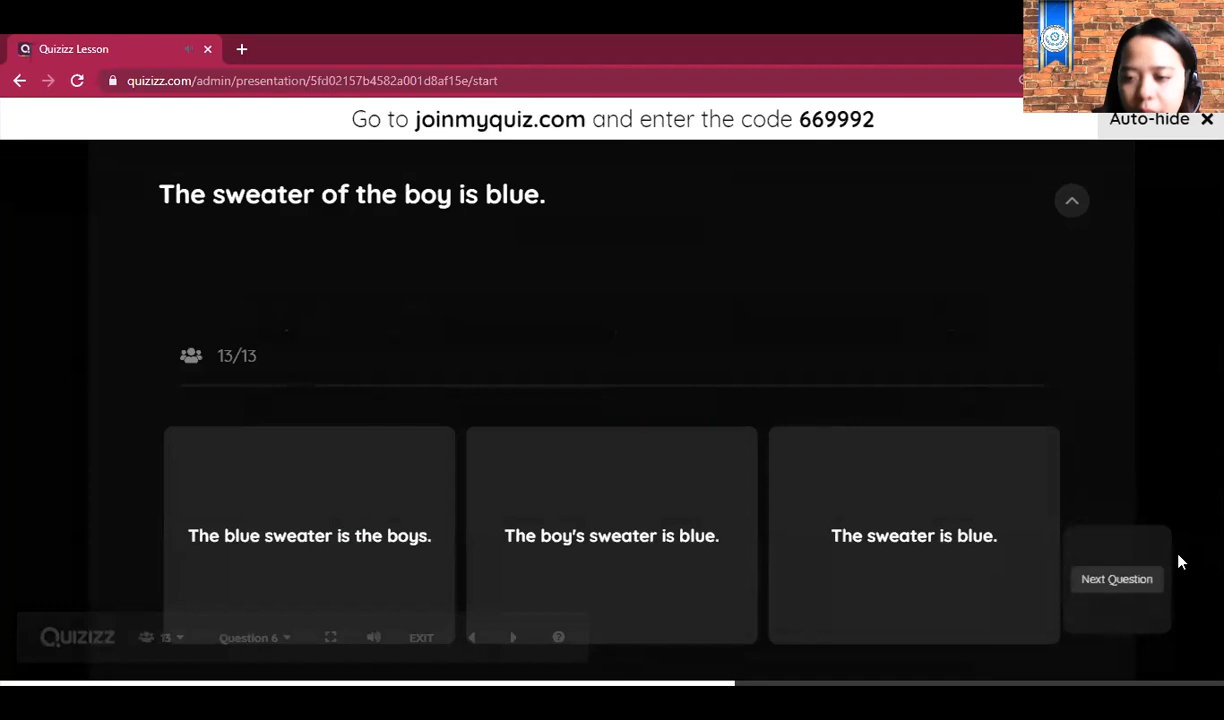 Quizizz Lesson
quizizz.com/admin/presentation/5fd02157b4582a001d8af15e/start
Go to joinmyquiz.com and enter the code 669992
Auto-hide
The sweater of the boy is blue.
13/13
The blue sweater is the boys.
The boy's sweater is blue.
The sweater is blue.
Next Question
QUIZIZZ
13
Question 6
EXIT